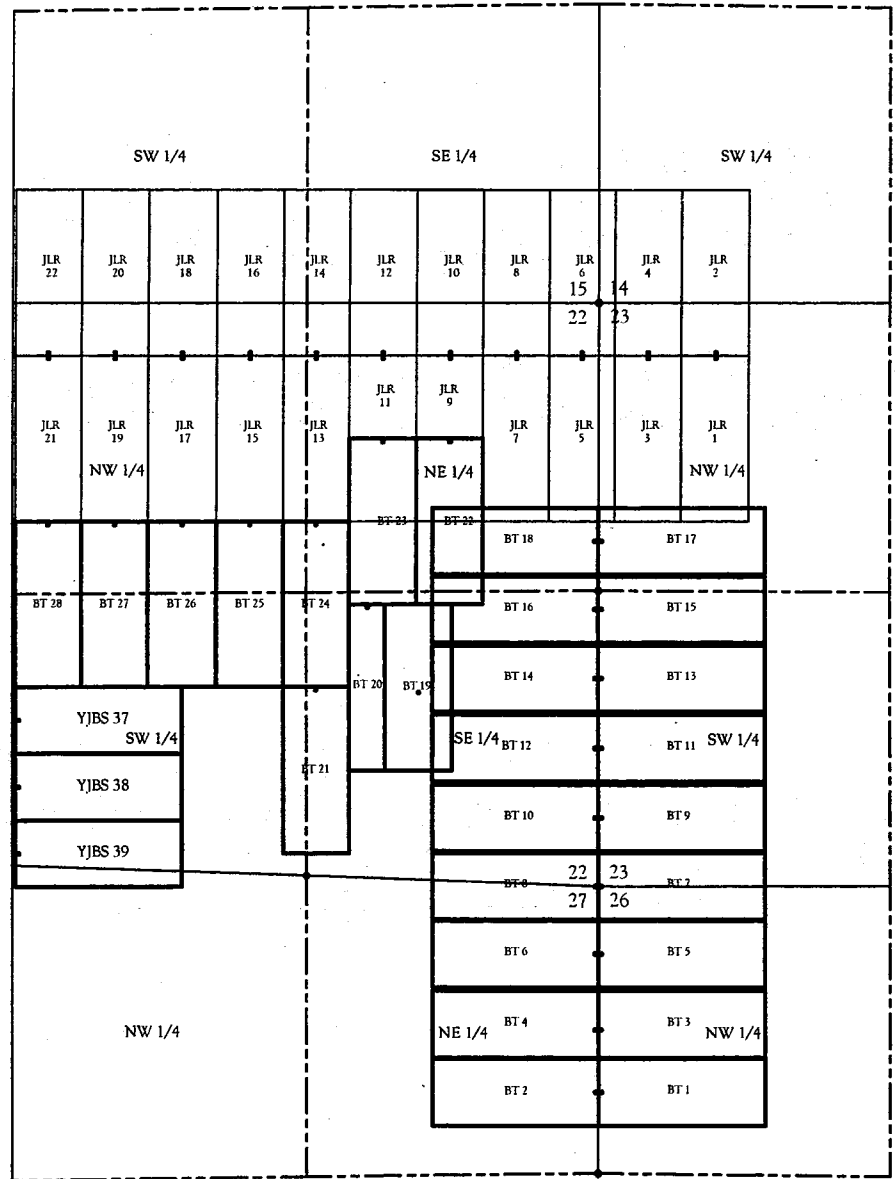 SW 1/4
SE 1/4
SW 1/4
JLR
22
JLR
20
JLR
18
JLR
16
JLR
14
JLR
12
JLR
10
JLR
8
JLR
6
JLR
4
JLR
2
15 14
22 23
JLR
21
JLR
19
JLR
17
JLR
15
JLR
13
JLR
11
JLR
9
JLR
7
JLR
5
JLR
3
JLR
1
NW 1/4
NE 1/4
NW 1/4
BT 23
BT 22
BT 18
BT 17
BT 28
BT 27
BT 26
BT 25
BT 24
BT 16
BT 15
BT 20
BT 19
BT 14
BT 13
YJBS 37
SW 1/4
BT 21
SE 1/4
BT 12
BT 11
SW 1/4
YJBS 38
BT 10
BT 9
YJBS 39
BT 8
BT 7
22 23
27 26
BT 6
BT 5
NW 1/4
NE 1/4
BT 4
BT 3
NW 1/4
BT 2
BT 1